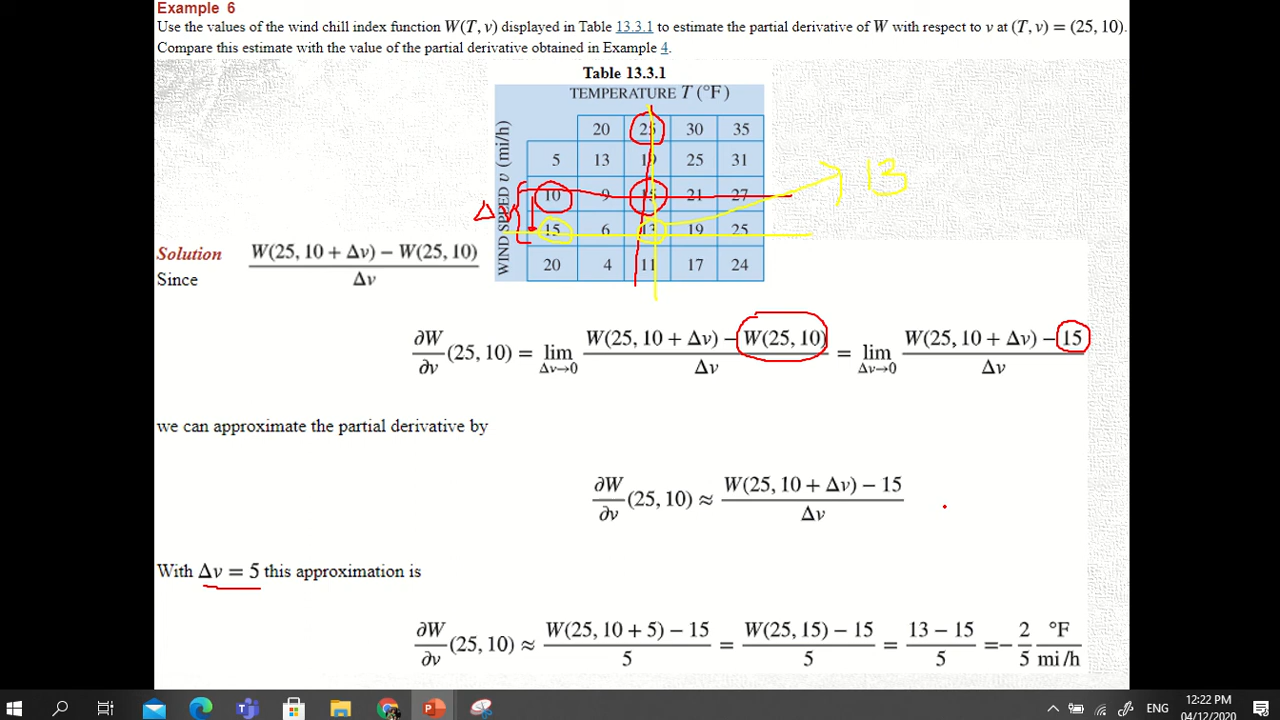 Example 6
Use the values of the wind chill index function W(T, v) displayed in Table 13.3.1 to estimate the partial derivative of W with respect to v at (T, v) = (25, 10).
Compare this estimate with the value of the partial derivative obtained in Example 4.
Table 13.3.1
TEMPERATURE T (°F)
WIND SPEED v (mi/h)
20 25 30 35
5 13 19 25 31
10 9 15 21 27
15 6 13 19 25
20 4 11 17 24
Δv
13
Solution
Since
W(25, 10 + Δv) − W(25, 10)
Δv
∂W/∂v (25, 10) = lim Δv→0 W(25, 10 + Δv) − W(25, 10) / Δv = lim Δv→0 W(25, 10 + Δv) − 15 / Δv
we can approximate the partial derivative by
∂W/∂v (25, 10) ≈ W(25, 10 + Δv) − 15 / Δv
With Δv = 5 this approximation is
∂W/∂v (25, 10) ≈ W(25, 10 + 5) − 15 / 5 = W(25, 15) − 15 / 5 = 13 − 15 / 5 = − 2/5 °F / mi/h
ENG
12:22 PM
04/12/2020